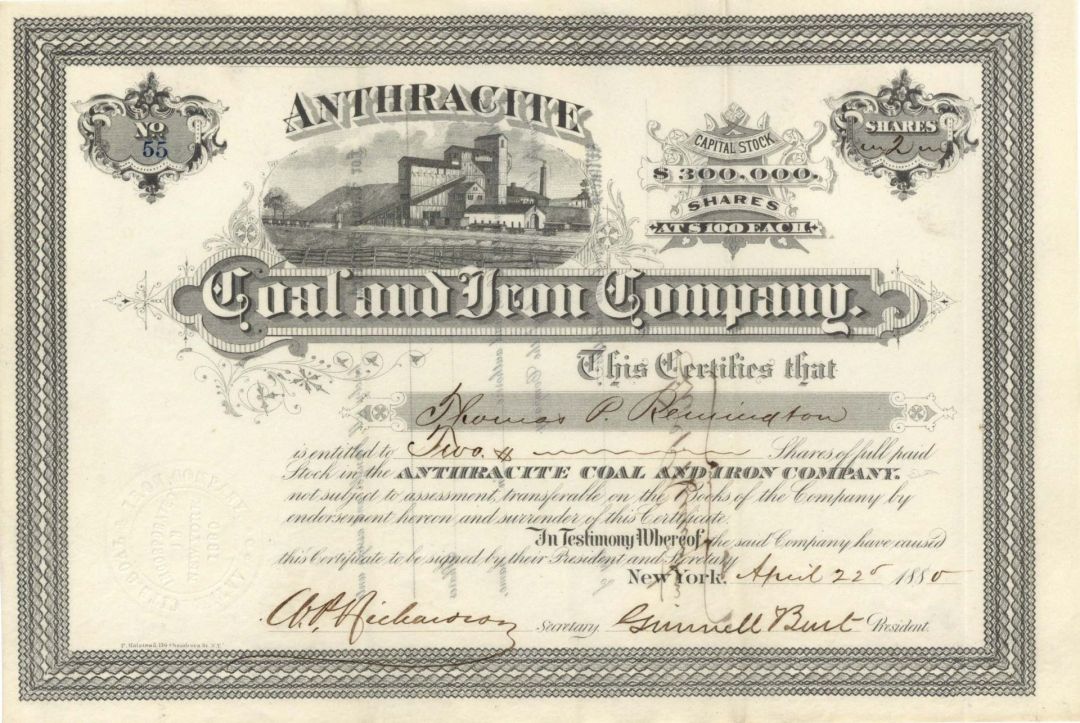 No
55
ANTHRACITE
CAPITAL STOCK
$300,000.
SHARES
AT $100 EACH
SHARES
2
Coal and Iron Company.
This Certifies that
Thomas P. Remington
is entitled to Two Shares of full paid
Stock in the ANTHRACITE COAL AND IRON COMPANY.
not subject to assessment, transferable on the Books of the Company by
endorsement hereon and surrender of this Certificate.
In Testimony Whereof the said Company have caused
this Certificate to be signed by their President and Secretary
New York, April 22d 1880
W. P. Richardson Secretary. Grinnell Burt President.